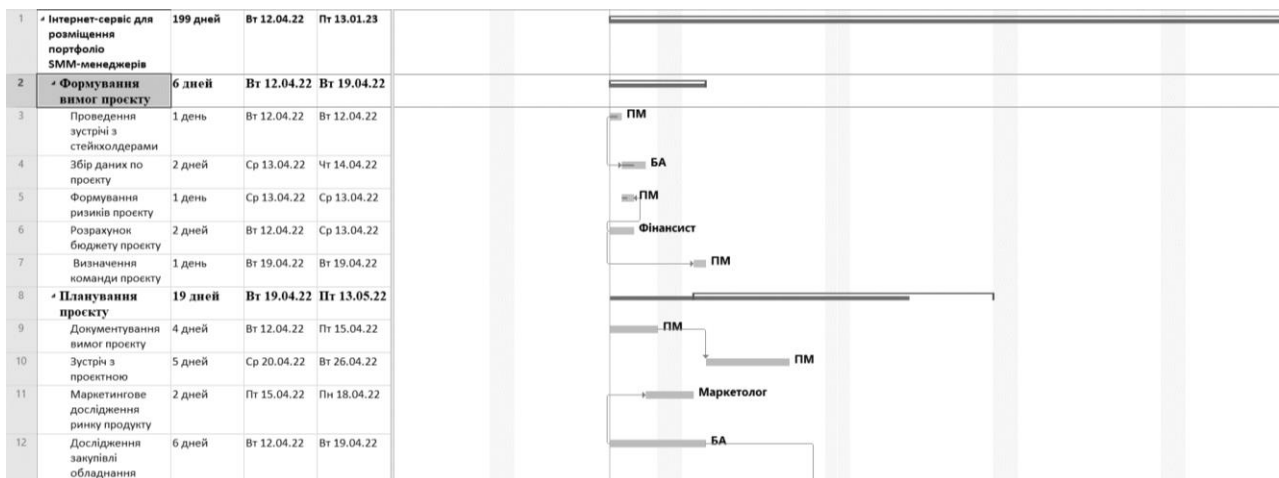 1 Інтернет-сервіс для 199 дней Вт 12.04.22 Пт 13.01.23
розміщення
портфоліо
SMM-менеджерів
2 Формування 6 дней Вт 12.04.22 Вт 19.04.22
вимог проєкту
3 Проведення 1 день Вт 12.04.22 Вт 12.04.22 ПМ
зустрічі з
стейкхолдерами
4 Збір даних по 2 дней Ср 13.04.22 Чт 14.04.22 БА
проєкту
5 Формування 1 день Ср 13.04.22 Ср 13.04.22 ПМ
ризиків проєкту
6 Розрахунок 2 дней Вт 12.04.22 Ср 13.04.22 Фінансист
бюджету проєкту
7 Визначення 1 день Вт 19.04.22 Вт 19.04.22 ПМ
команди проєкту
8 Планування 19 дней Вт 19.04.22 Пт 13.05.22
проєкту
9 Документування 4 дней Вт 12.04.22 Пт 15.04.22 ПМ
вимог проєкту
10 Зустріч з 5 дней Ср 20.04.22 Вт 26.04.22 ПМ
проєктною
11 Маркетингове 2 дней Пт 15.04.22 Пн 18.04.22 Маркетолог
дослідження
ринку продукту
12 Дослідження 6 дней Вт 12.04.22 Вт 19.04.22 БА
закупівлі
обладнання